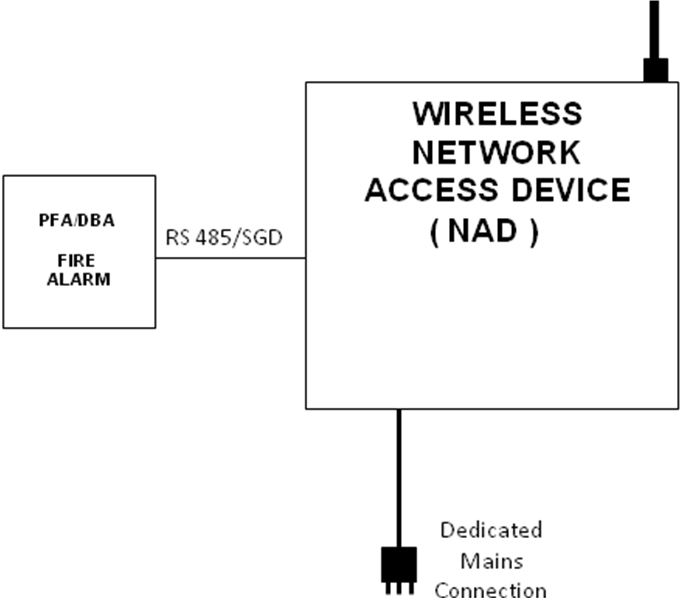 WIRELESS
NETWORK
ACCESS DEVICE
( NAD )
PFA/DBA
FIRE
ALARM
RS 485/SGD
Dedicated
Mains
Connection